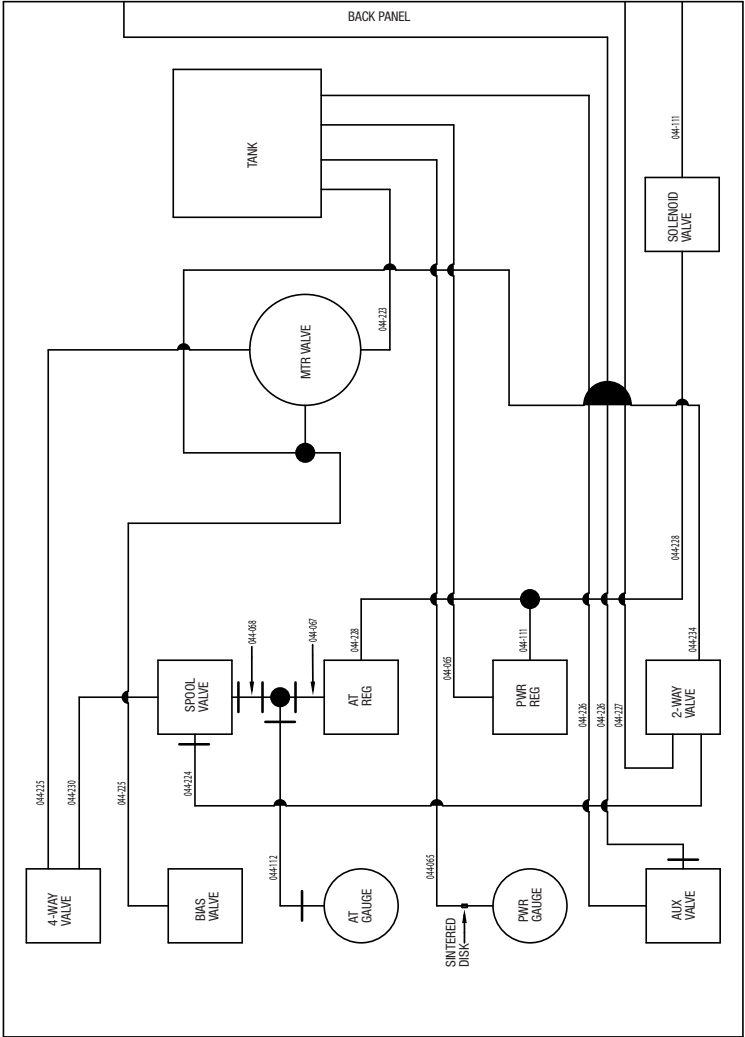 BACK PANEL
TANK
044-111
SOLENOID
VALVE
MTR VALVE
044-223
044-228
044-068
044-067
044-228
044-111
044-066
044-234
SPOOL
VALVE
AT
REG
PWR
REG
2-WAY
VALVE
044-226
044-226
044-227
044-225
044-230
044-225
044-224
044-112
044-065
4-WAY
VALVE
BIAS
VALVE
AT
GAUGE
SINTERED
DISK
PWR
GAUGE
AUX
VALVE